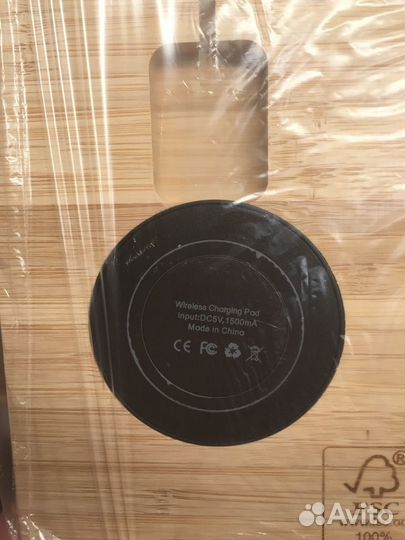 Wireless Charging Pad
Input:DC5V,1500mA
Made in China
CE FC
®
FSC
100%
Avito